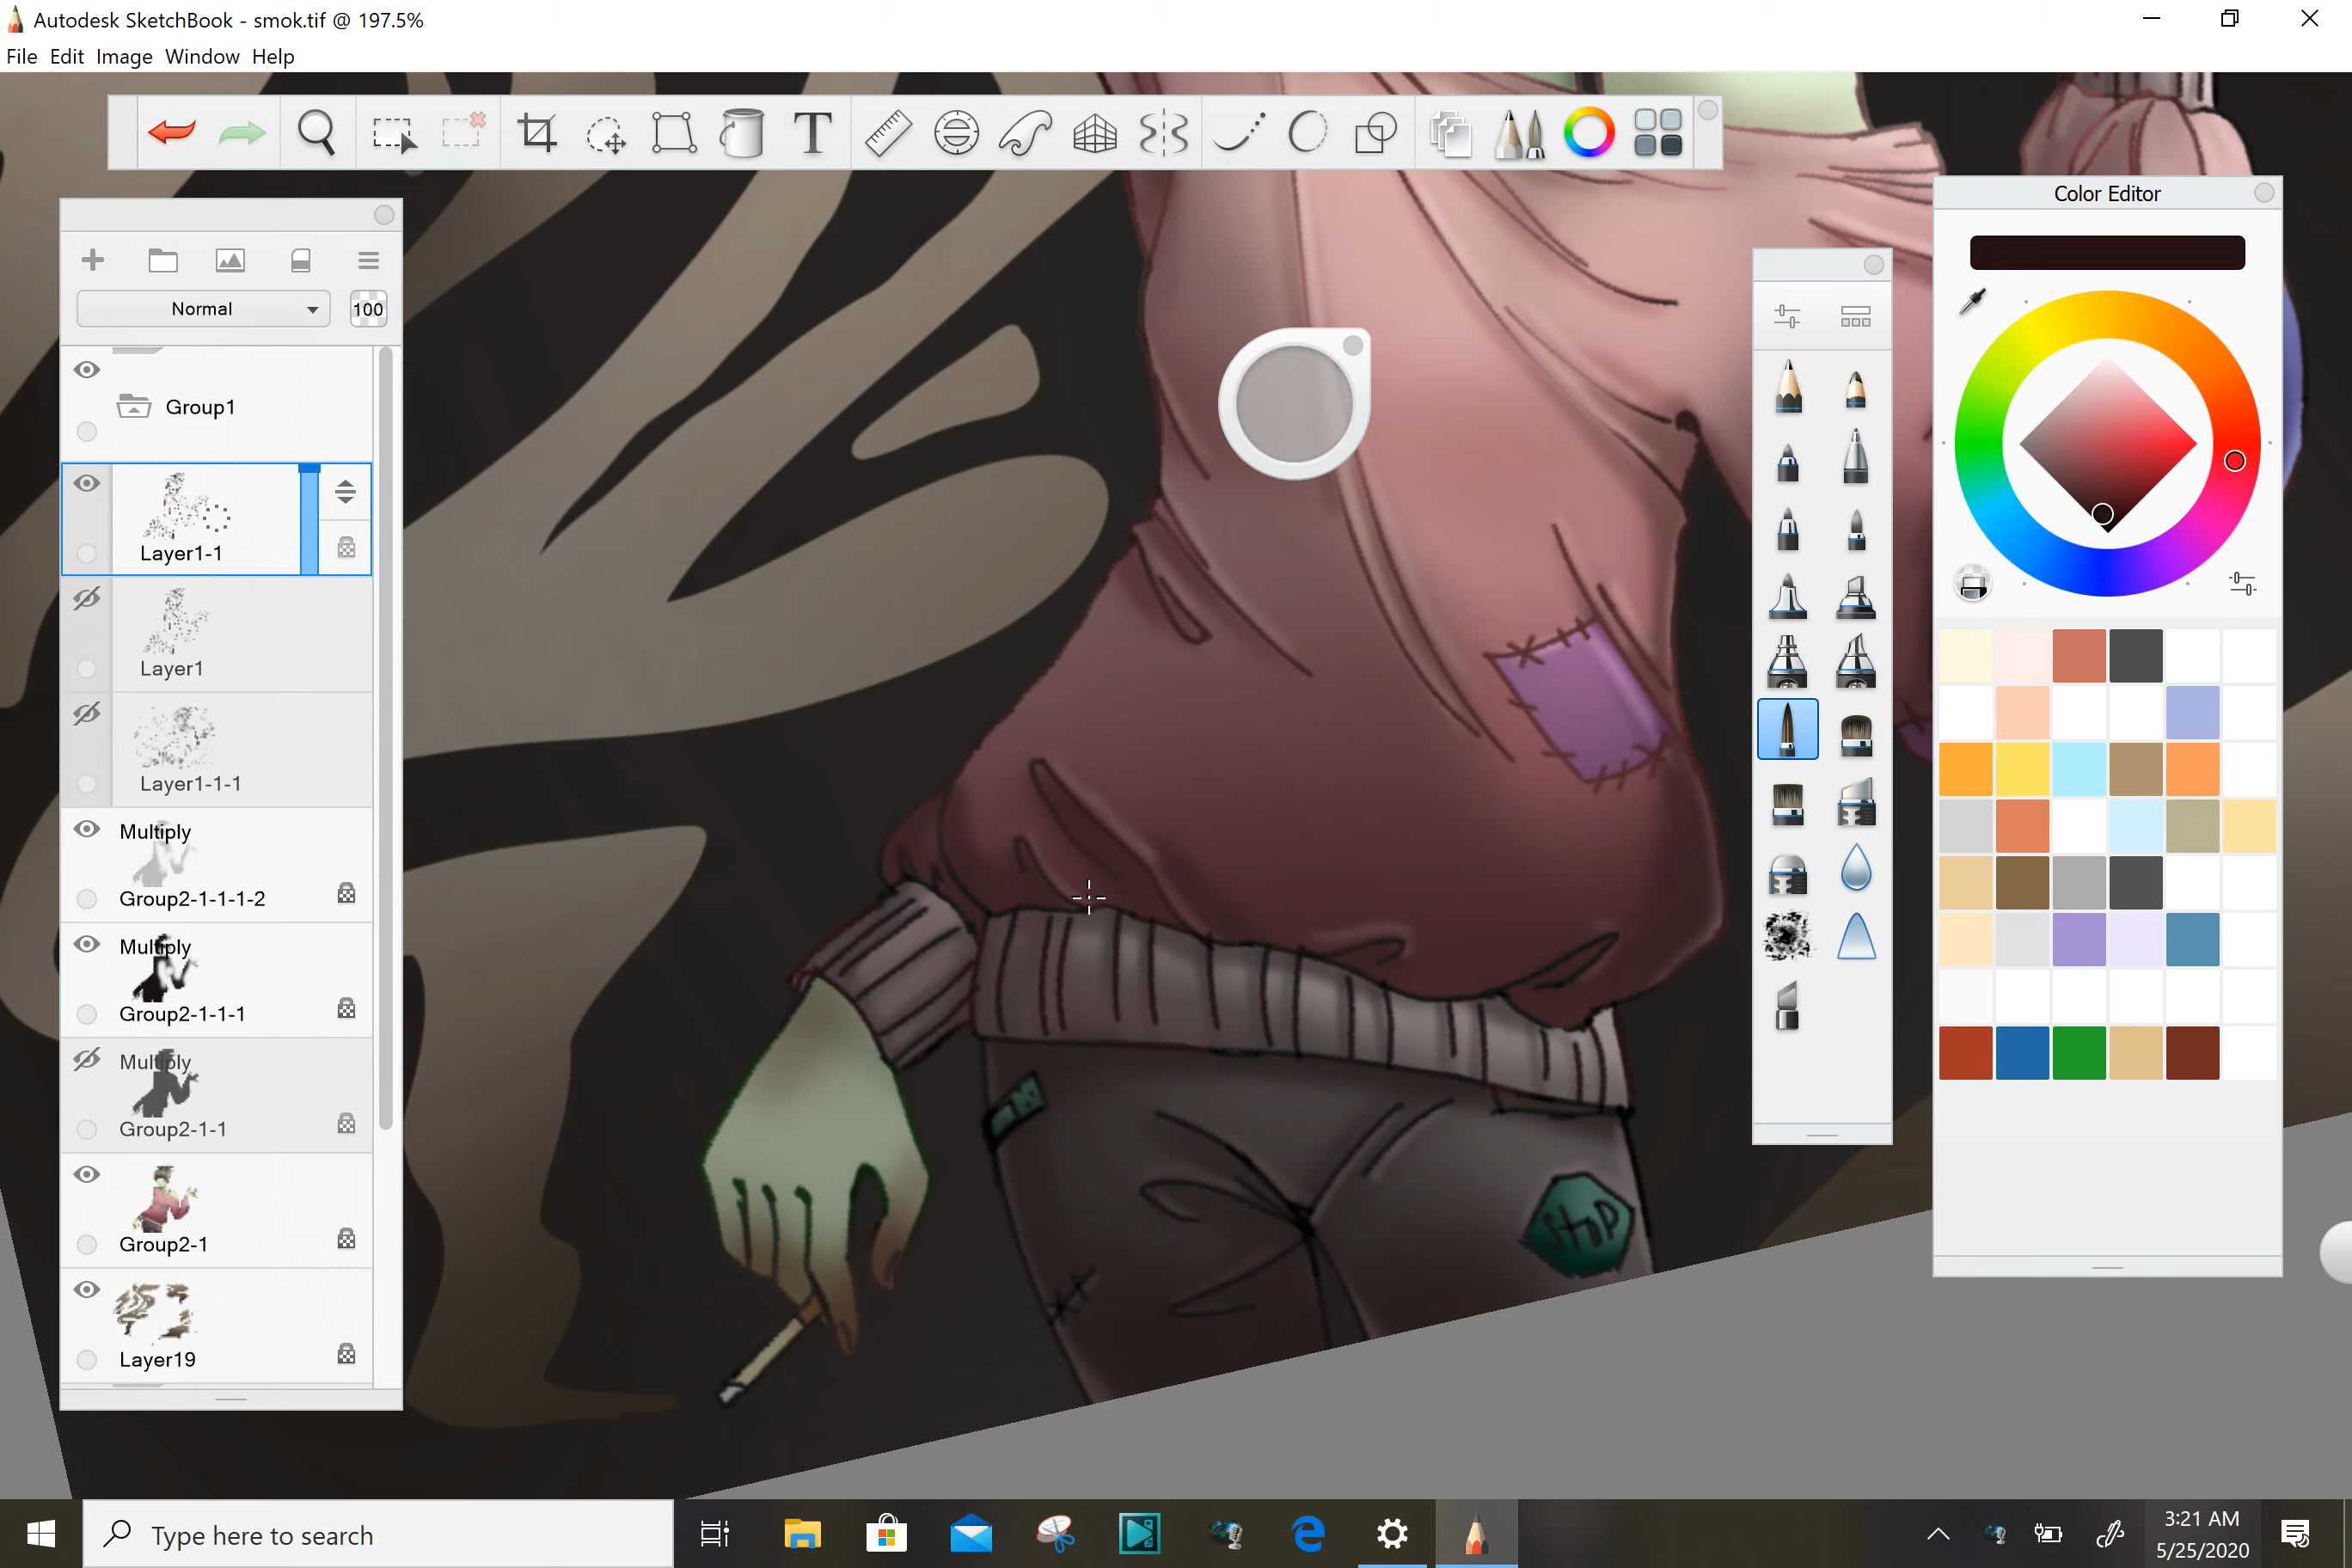 Autodesk SketchBook - smok.tif @ 197.5%
File Edit Image Window Help
T
Color Editor
Normal 100
Group1
Layer1-1
Layer1
Layer1-1-1
Multiply
Group2-1-1-1-2
Multiply
Group2-1-1-1
Multiply
Group2-1-1
Group2-1
Layer19
StoP
Type here to search
3:21 AM
5/25/2020